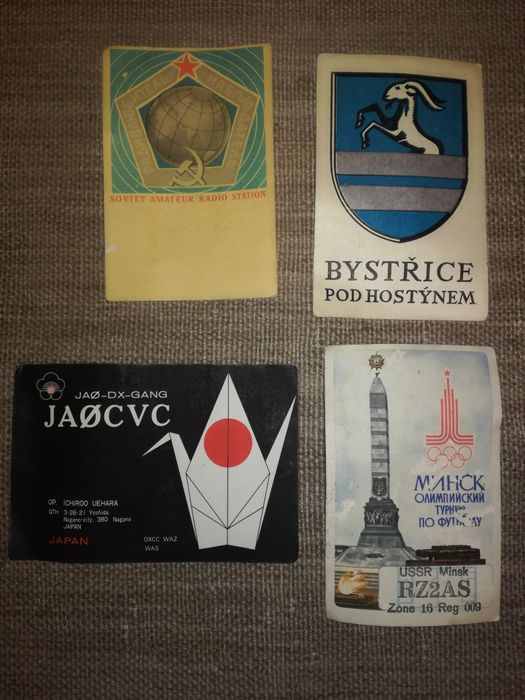 SOVIET AMATEUR RADIO STATION
BYSTŘICE
POD HOSTÝNEM
JAØ-DX-GANG
JAØCVC
OP. ICHIROO UEHARA
QTH. 3-26-21 Yoshida
Nagano-city, 380 Nagano
JAPAN
JAPAN
DXCC WAZ
WAS
МИНСК
ОЛИМПИЙСКИЙ
ПО ФУТБОЛУ
USSR Minsk
RZ2AS
Zone 16 Reg 009